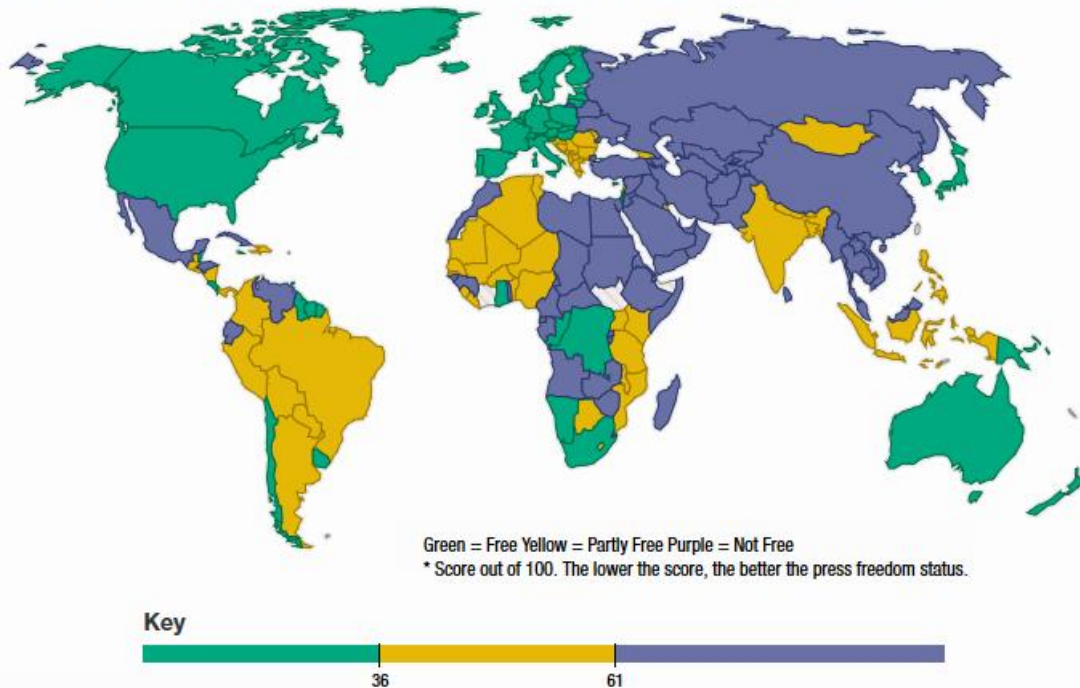 Green = Free Yellow = Partly Free Purple = Not Free
* Score out of 100. The lower the score, the better the press freedom status.
Key
36
61